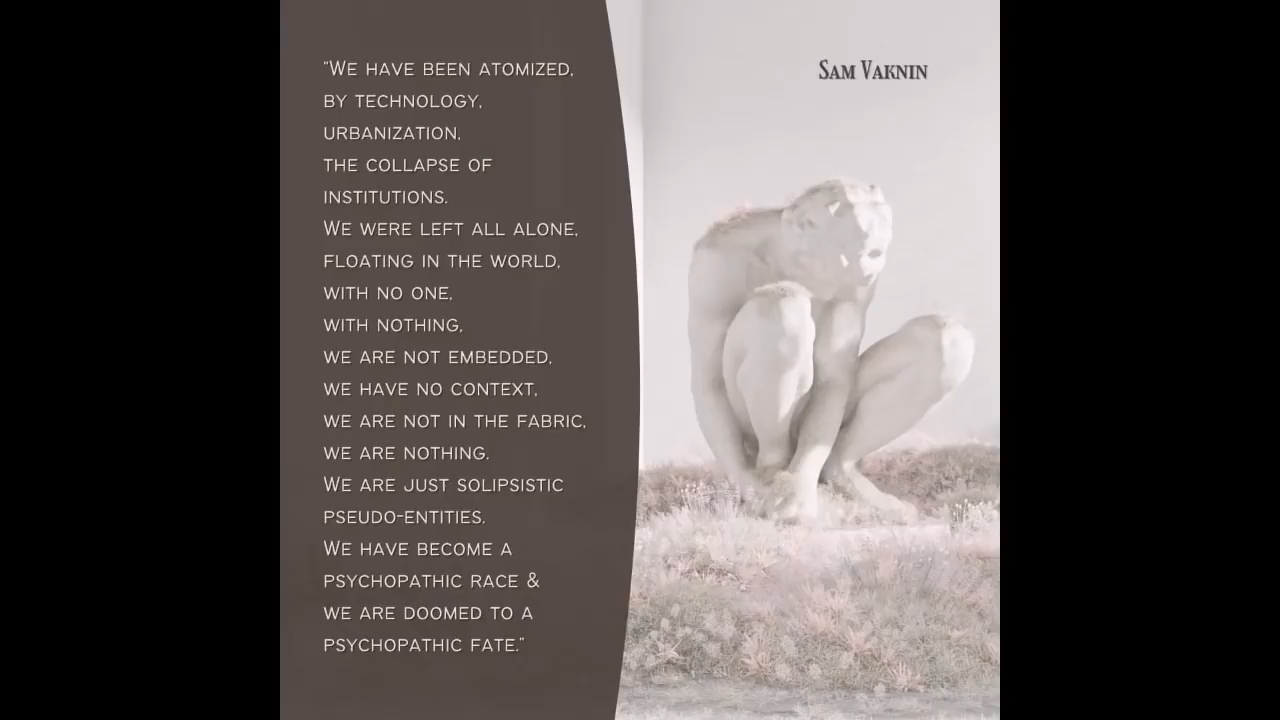 "We have been atomized,
by technology,
urbanization,
the collapse of
institutions.
We were left all alone,
floating in the world,
with no one,
with nothing,
we are not embedded,
we have no context,
we are not in the fabric,
we are nothing.
We are just solipsistic
pseudo-entities.
We have become a
psychopathic race &
we are doomed to a
psychopathic fate."
Sam Vaknin